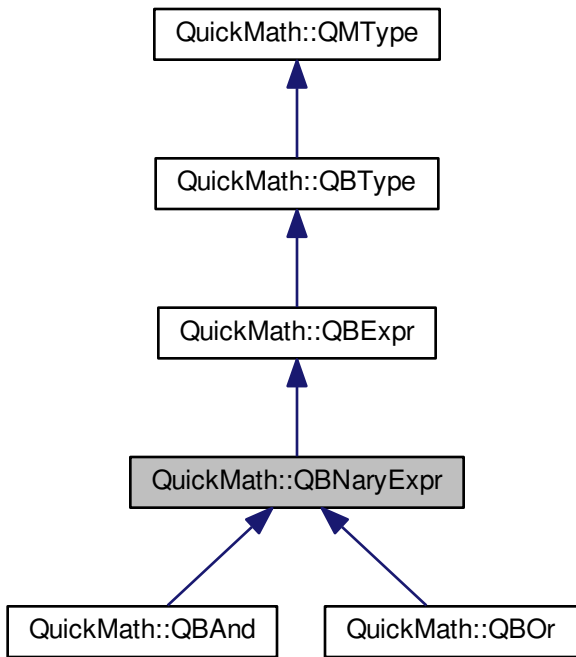 QuickMath::QMType
QuickMath::QBType
QuickMath::QBExpr
QuickMath::QBNaryExpr
QuickMath::QBAnd
QuickMath::QBOr